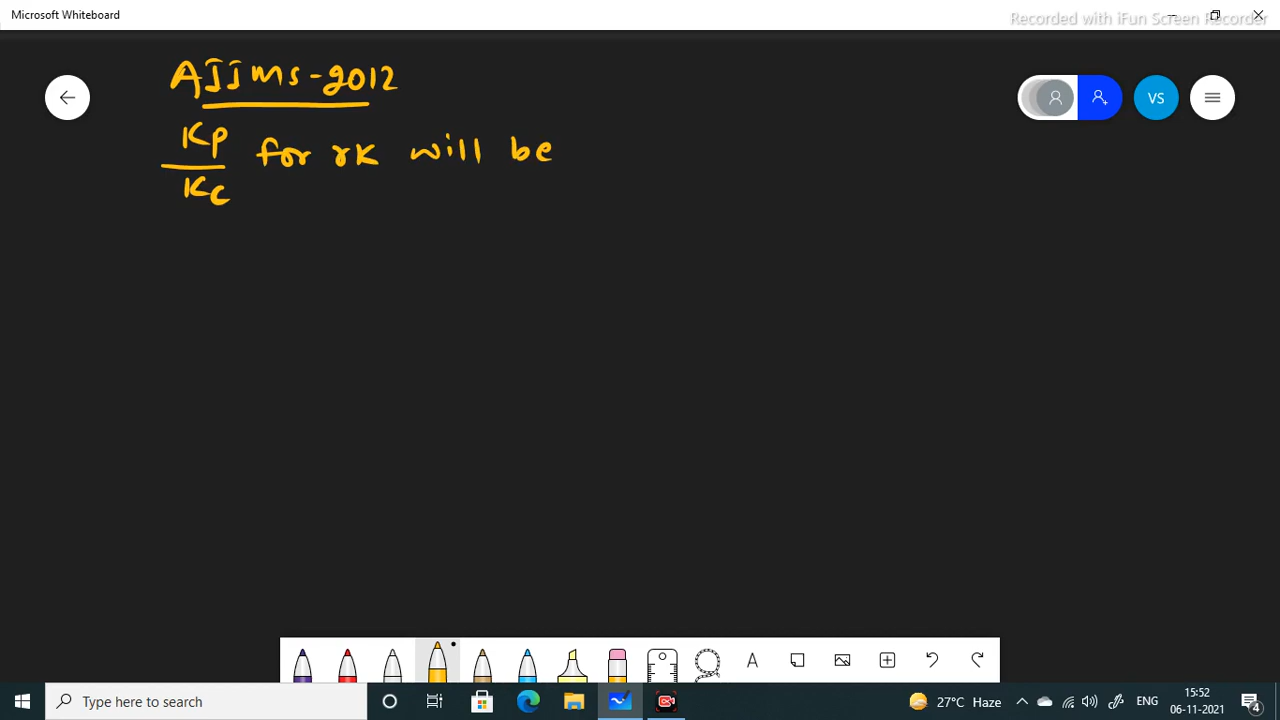 Microsoft Whiteboard
Recorded with iFun Screen Recorder
AIIMS-2012
VS
Kp
Kc
for rk will be
A
Type here to search
27°C Haze
ENG
15:52
06-11-2021
4